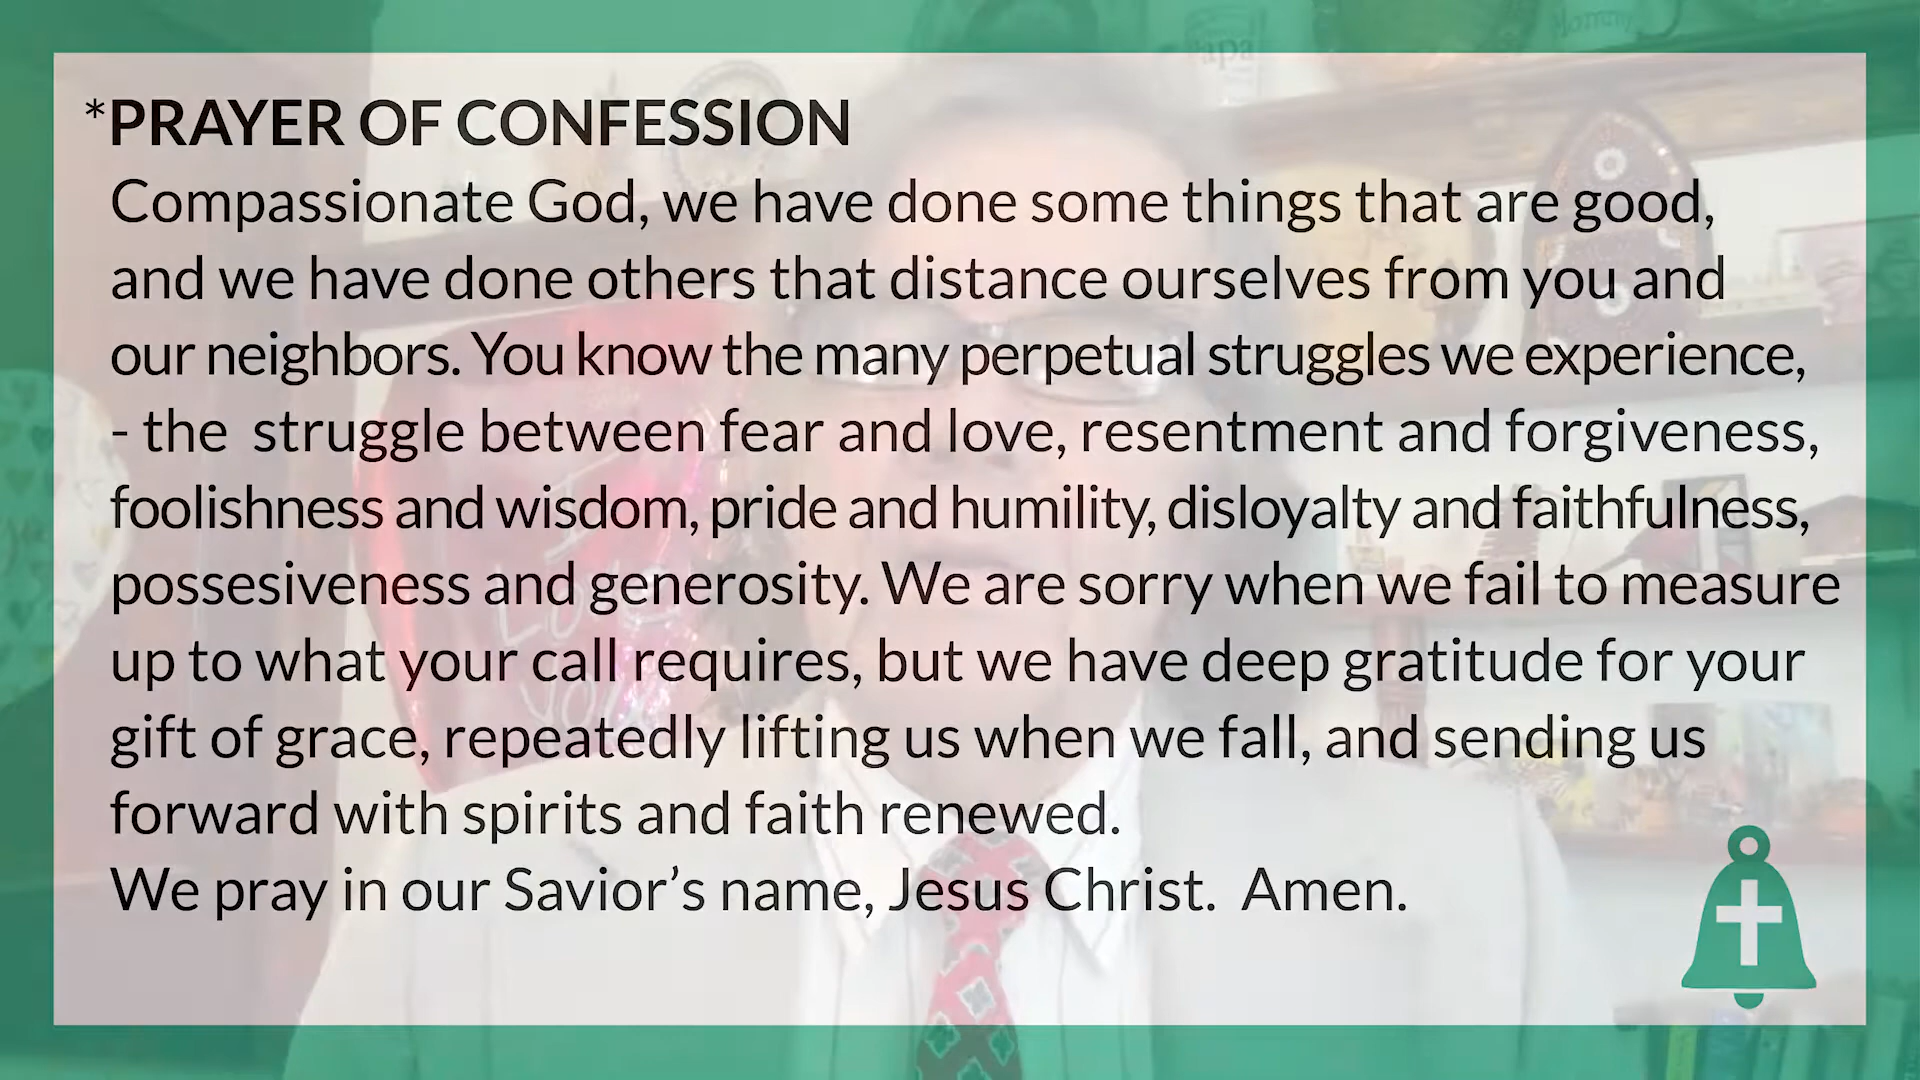 apa
Mommy
*PRAYER OF CONFESSION
Compassionate God, we have done some things that are good,
and we have done others that distance ourselves from you and
our neighbors. You know the many perpetual struggles we experience,
- the  struggle between fear and love, resentment and forgiveness,
foolishness and wisdom, pride and humility, disloyalty and faithfulness,
possesiveness and generosity. We are sorry when we fail to measure
up to what your call requires, but we have deep gratitude for your
gift of grace, repeatedly lifting us when we fall, and sending us
forward with spirits and faith renewed.
We pray in our Savior’s name, Jesus Christ.  Amen.
I
LOVE
YOU